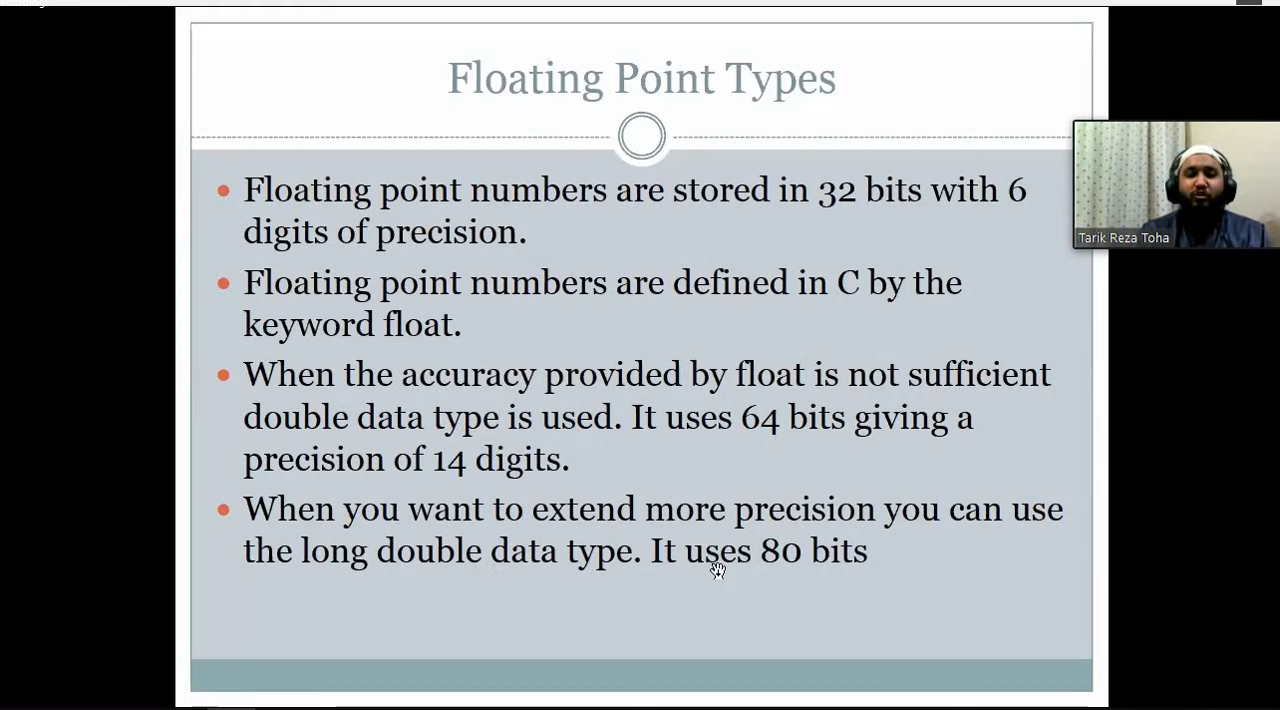 Floating Point Types
Floating point numbers are stored in 32 bits with 6
digits of precision.
Floating point numbers are defined in C by the
keyword float.
When the accuracy provided by float is not sufficient
double data type is used. It uses 64 bits giving a
precision of 14 digits.
When you want to extend more precision you can use
the long double data type. It uses 80 bits
Tarik Reza Toha